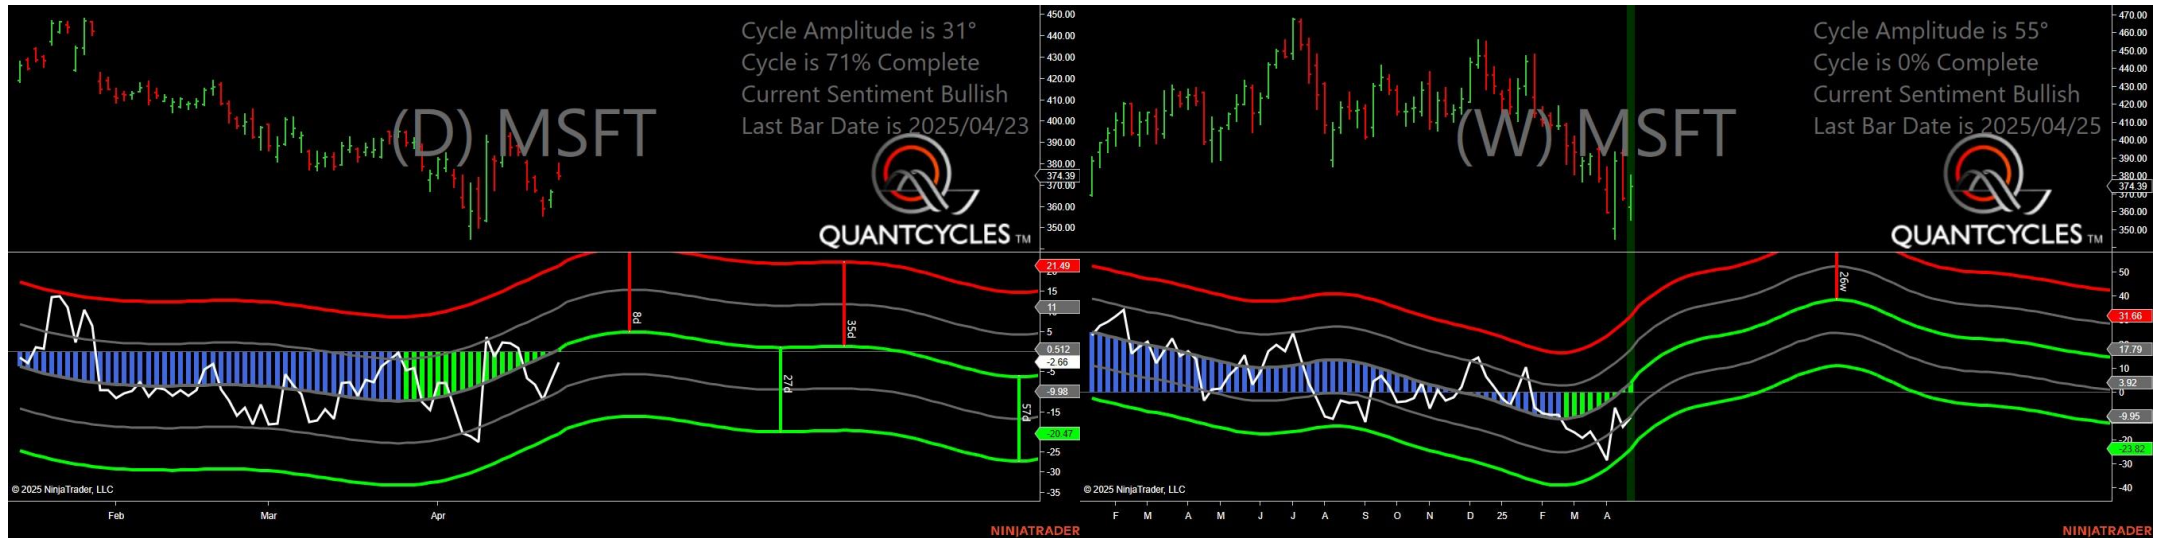 Cycle Amplitude is 31°
Cycle is 71% Complete
Current Sentiment Bullish
Last Bar Date is 2025/04/23
(D) MSFT
QUANTCYCLES TM
450.00
440.00
430.00
420.00
410.00
400.00
390.00
380.00
374.39
370.00
360.00
350.00
21.49
15
11
5
0.512
-2.66
-5
-9.98
-15
-20.47
-25
-30
-35
8d
27d
35d
57d
© 2025 NinjaTrader, LLC
Feb
Mar
Apr
NINJATRADER
Cycle Amplitude is 55°
Cycle is 0% Complete
Current Sentiment Bullish
Last Bar Date is 2025/04/25
(W) MSFT
QUANTCYCLES TM
470.00
460.00
450.00
440.00
430.00
420.00
410.00
400.00
390.00
380.00
374.39
370.00
360.00
350.00
50
40
31.66
17.79
10
3.92
0
-9.95
-20
-23.82
-30
-40
26w
© 2025 NinjaTrader, LLC
F M A M J J A S O N D 25 F M A
NINJATRADER